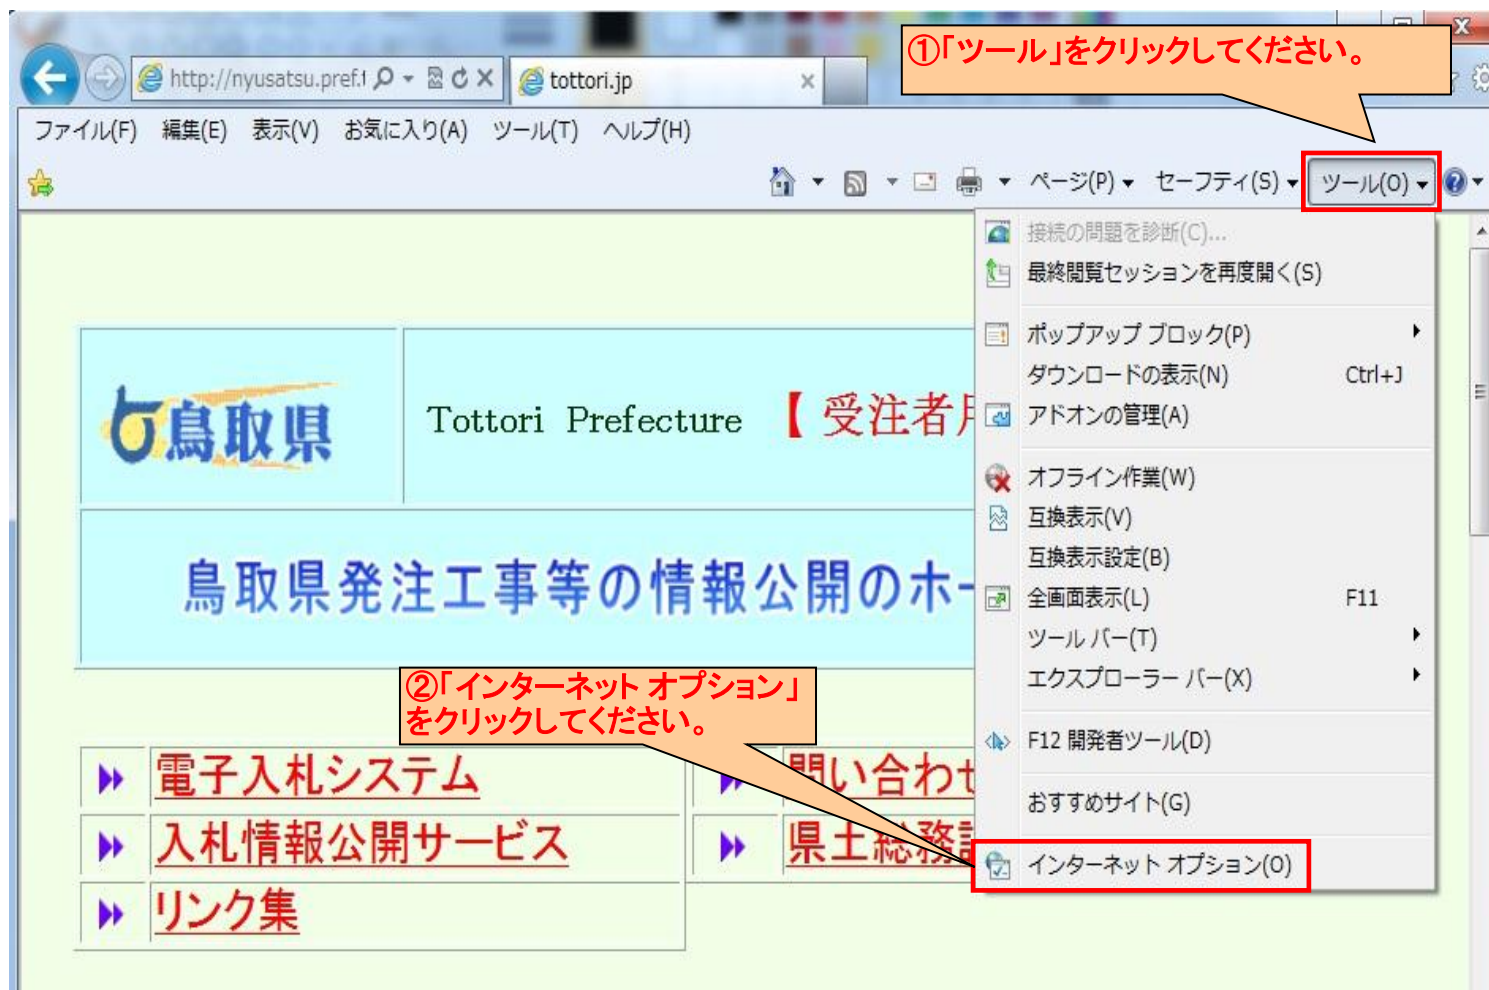 ①「ツール」をクリックしてください。
http://nyusatsu.pref.t
tottori.jp
ファイル(F) 編集(E) 表示(V) お気に入り(A) ツール(T) ヘルプ(H)
ページ(P) セーフティ(S) ツール(O)
接続の問題を診断(C)...
最終閲覧セッションを再度開く(S)
ポップアップ ブロック(P)
ダウンロードの表示(N) Ctrl+J
アドオンの管理(A)
オフライン作業(W)
互換表示(V)
互換表示設定(B)
全画面表示(L) F11
ツール バー(T)
エクスプローラー バー(X)
F12 開発者ツール(D)
おすすめサイト(G)
インターネット オプション(O)
鳥取県
Tottori Prefecture 【受注者用
鳥取県発注工事等の情報公開のホー
②「インターネット オプション」
をクリックしてください。
電子入札システム
問い合わせ
入札情報公開サービス
県土総務
リンク集